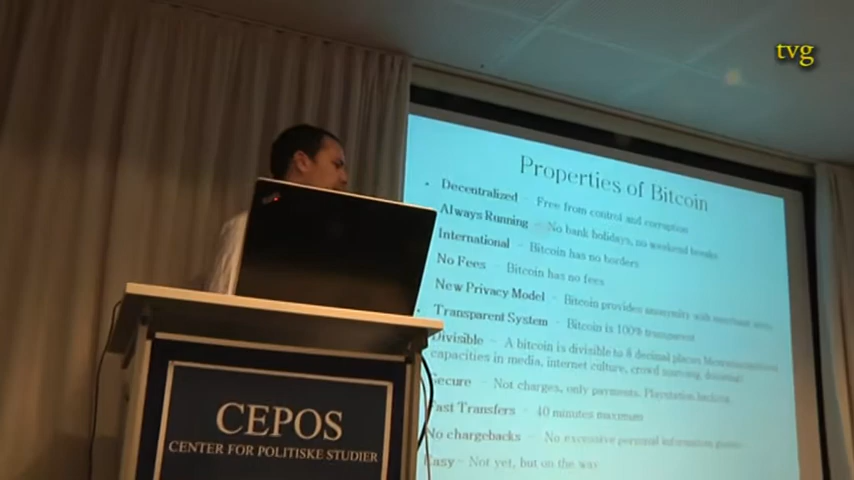 tvg
Properties of Bitcoin
Decentralized - Free from control and corruption
Always Running - No bank holidays, no weekend breaks
International - Bitcoin has no borders
No Fees - Bitcoin has no fees
New Privacy Model - Bitcoin provides anonymity with
Transparent System - Bitcoin is 100% transparent
Divisible - A bitcoin is divisible to 8 decimal places
capacities in media, internet culture, crowd sourcing,
Secure - Not charges, only payments. Playstation hacking
Fast Transfers - 40 minutes maximum
No chargebacks - No excessive personal information
Easy - Not yet, but on the way
CEPOS
CENTER FOR POLITISKE STUDIER